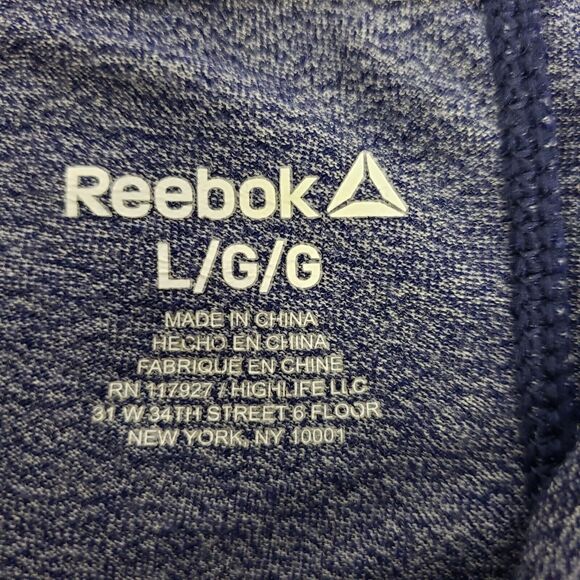 Reebok
L/G/G
MADE IN CHINA
HECHO EN CHINA
FABRIQUE EN CHINE
RN 117927 / HIGHLIFE LLC
31 W 34TH STREET 6 FLOOR
NEW YORK, NY 10001